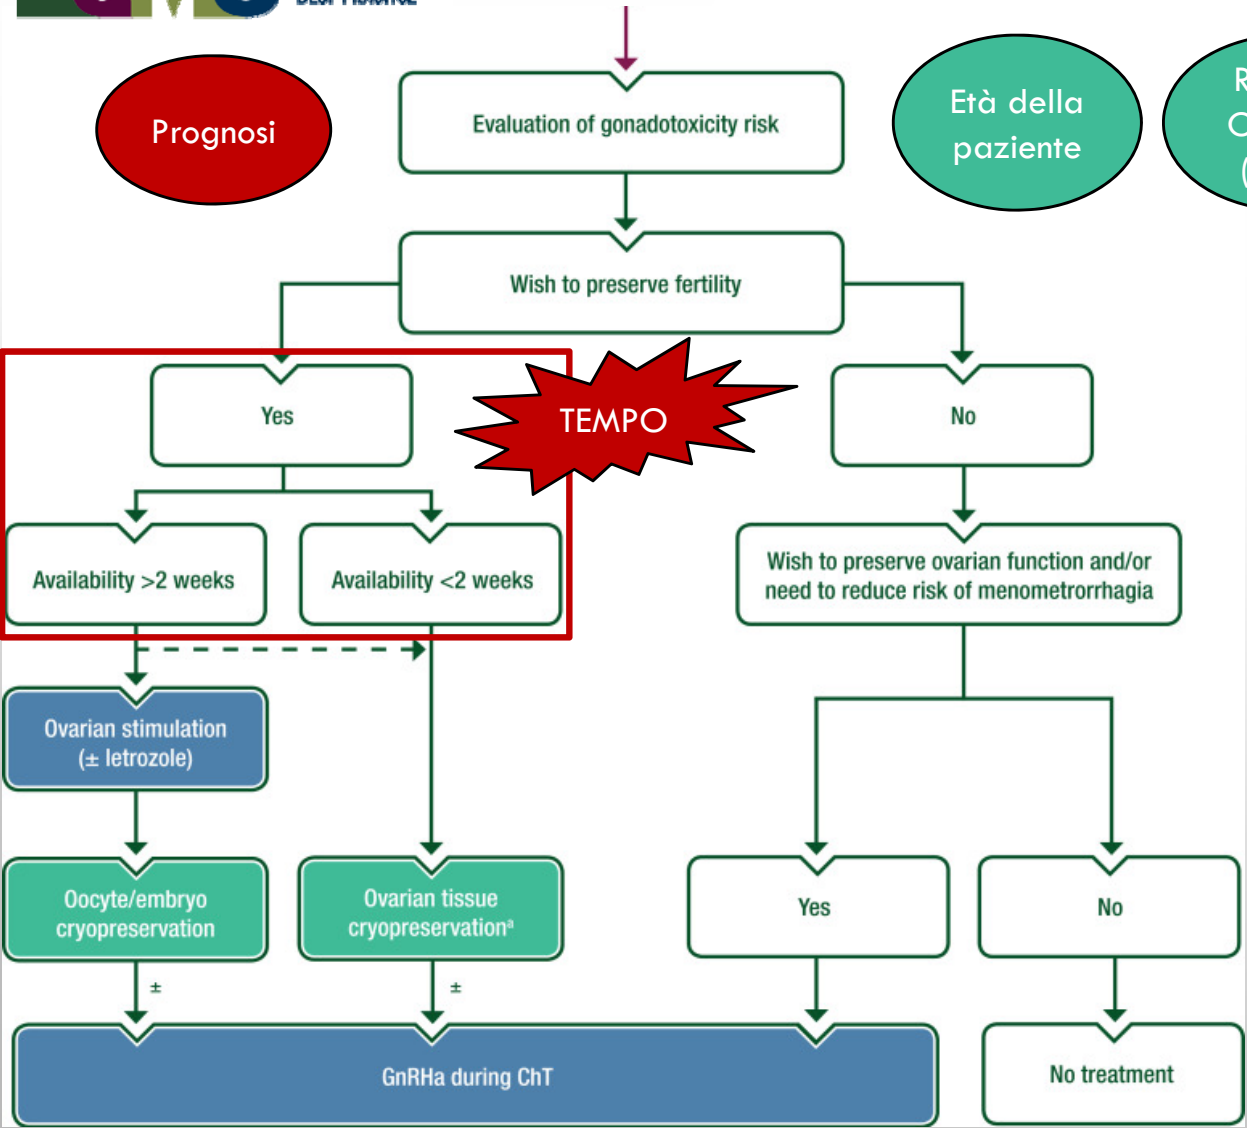 BEST PRACTICE
Prognosi
Evaluation of gonadotoxicity risk
Età della
paziente
Wish to preserve fertility
Yes
TEMPO
No
Availability >2 weeks
Availability <2 weeks
Wish to preserve ovarian function and/or
need to reduce risk of menometrorrhagia
Ovarian stimulation
(± letrozole)
Oocyte/embryo
cryopreservation
Ovarian tissue
cryopreservationᵃ
Yes
No
±
±
GnRHa during ChT
No treatment